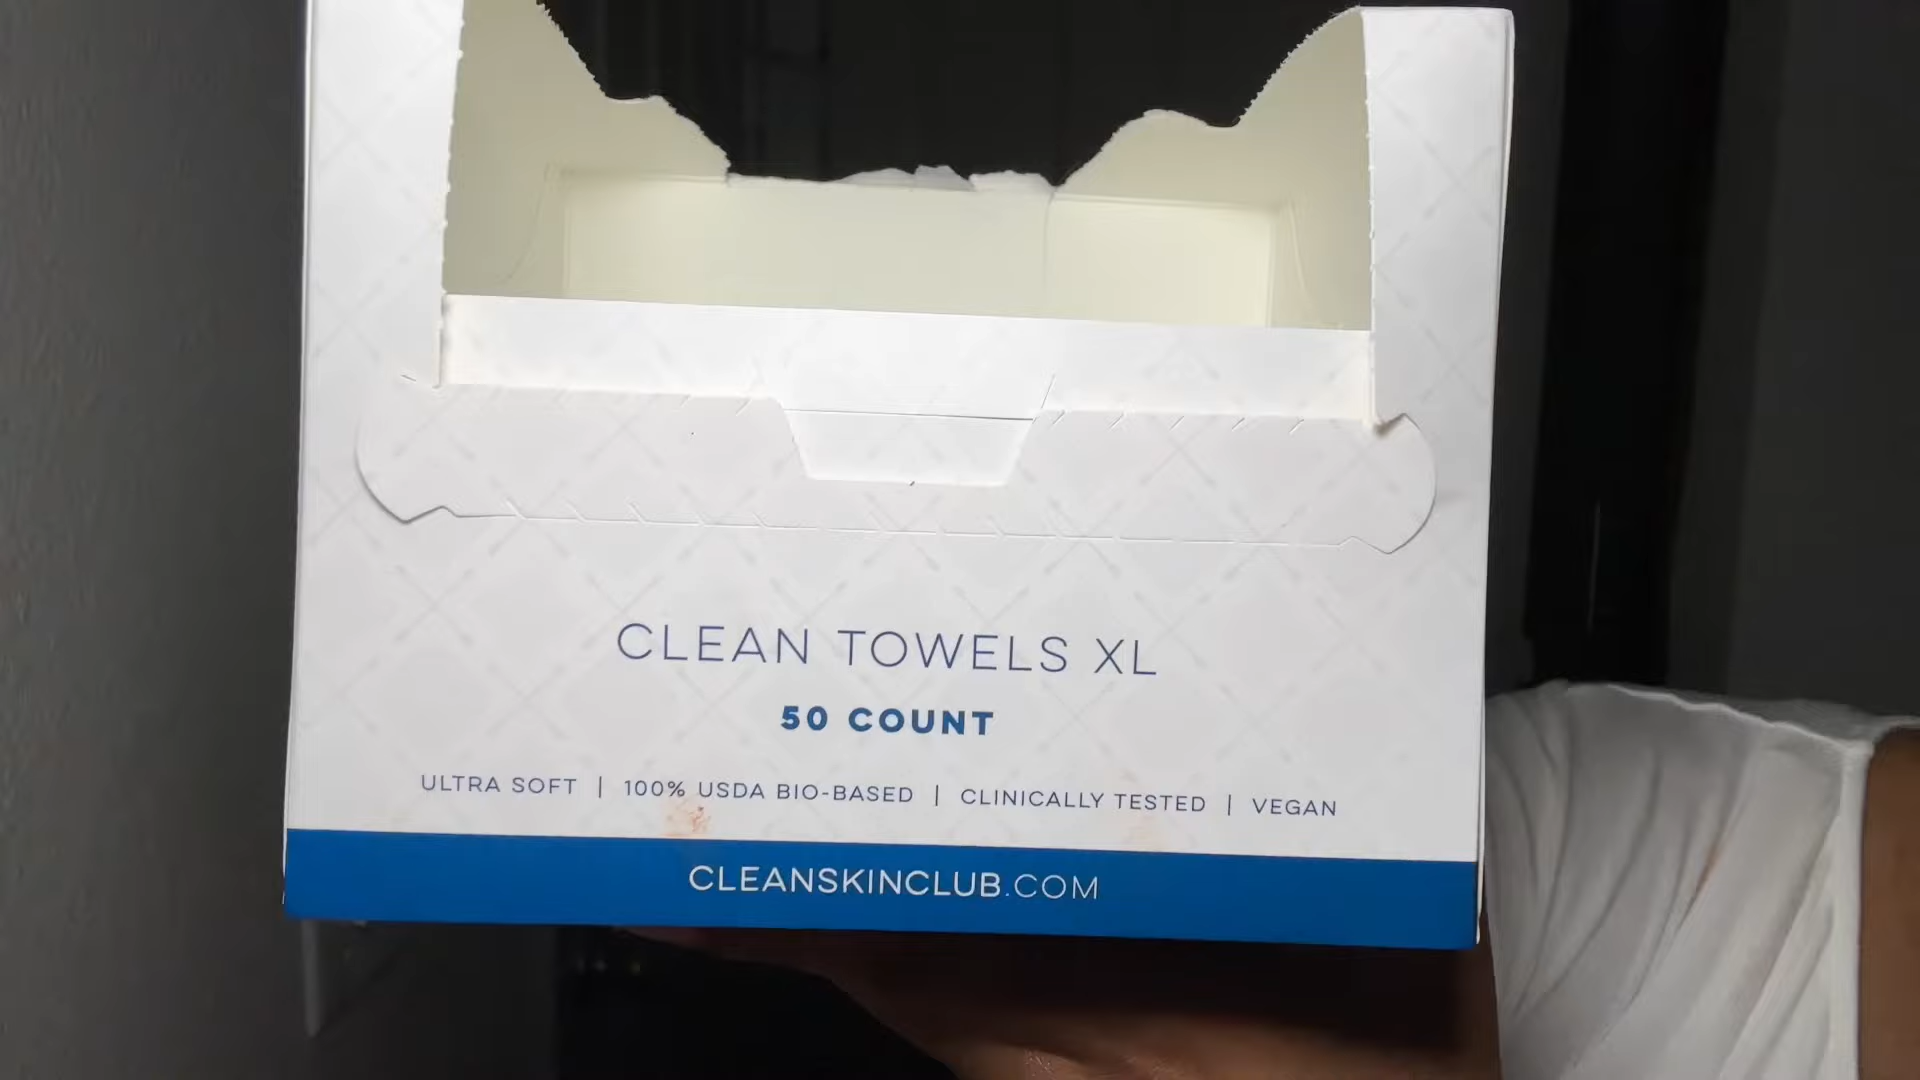 CLEAN TOWELS XL
50 COUNT
ULTRA SOFT | 100% USDA BIO-BASED | CLINICALLY TESTED | VEGAN
CLEANSKINCLUB.COM